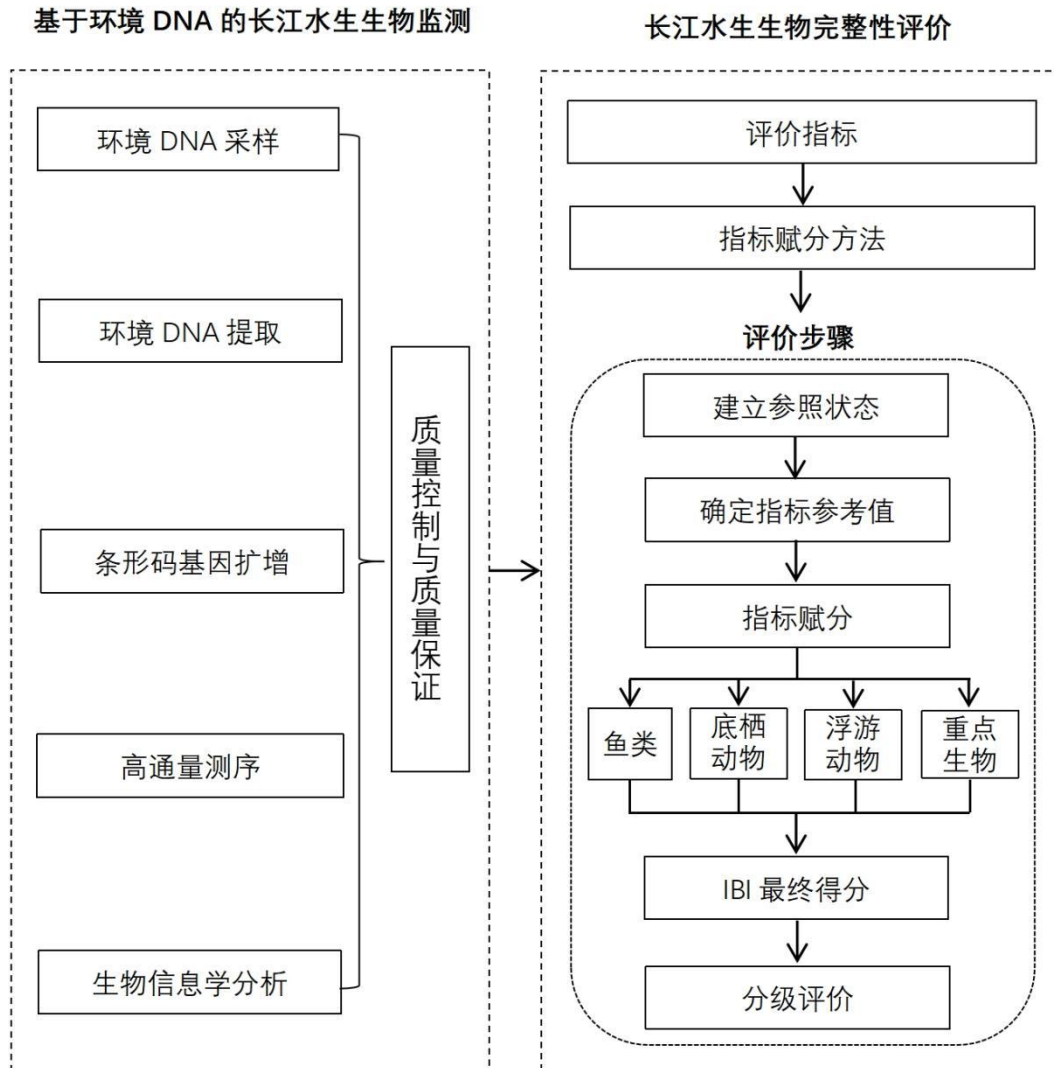 基于环境 DNA 的长江水生生物监测
环境 DNA 采样
环境 DNA 提取
条形码基因扩增
高通量测序
生物信息学分析
质量控制与质量保证
长江水生生物完整性评价
评价指标
指标赋分方法
评价步骤
建立参照状态
确定指标参考值
指标赋分
鱼类
底栖
动物
浮游
动物
重点
生物
IBI 最终得分
分级评价